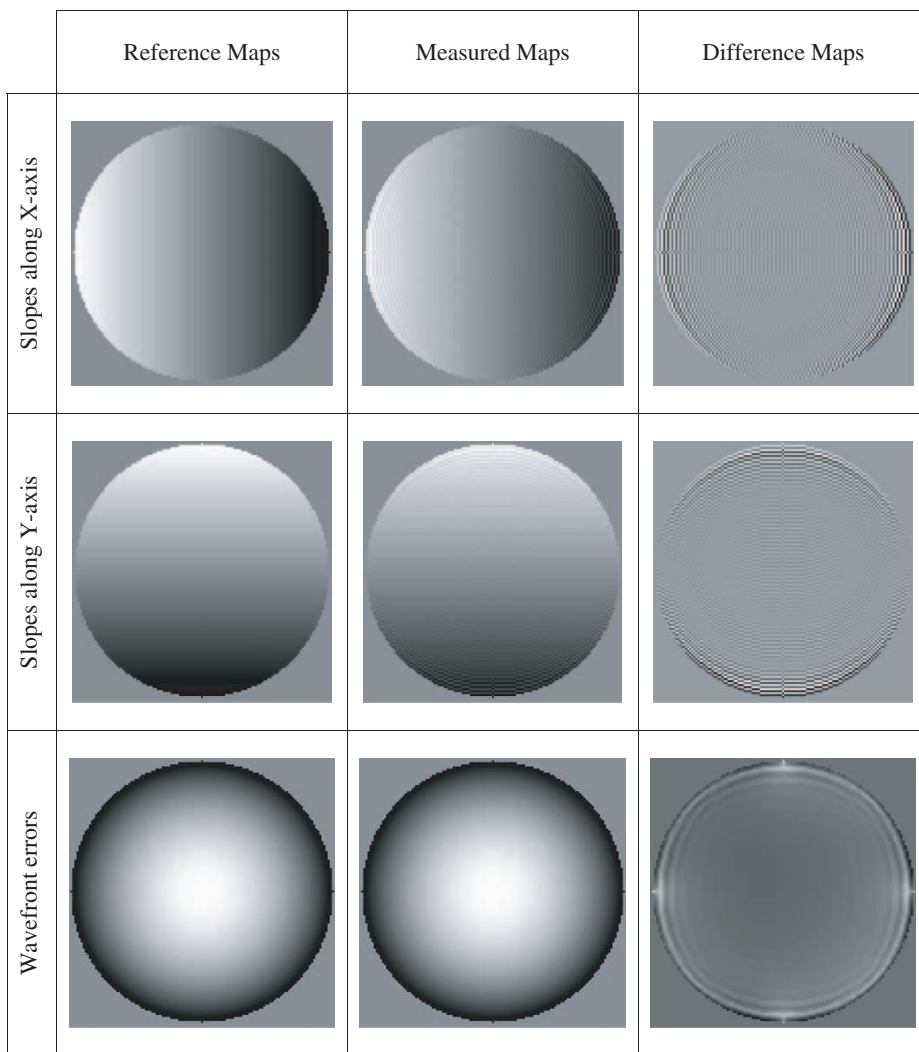 Reference Maps
Measured Maps
Difference Maps
Slopes along X-axis
Slopes along Y-axis
Wavefront errors